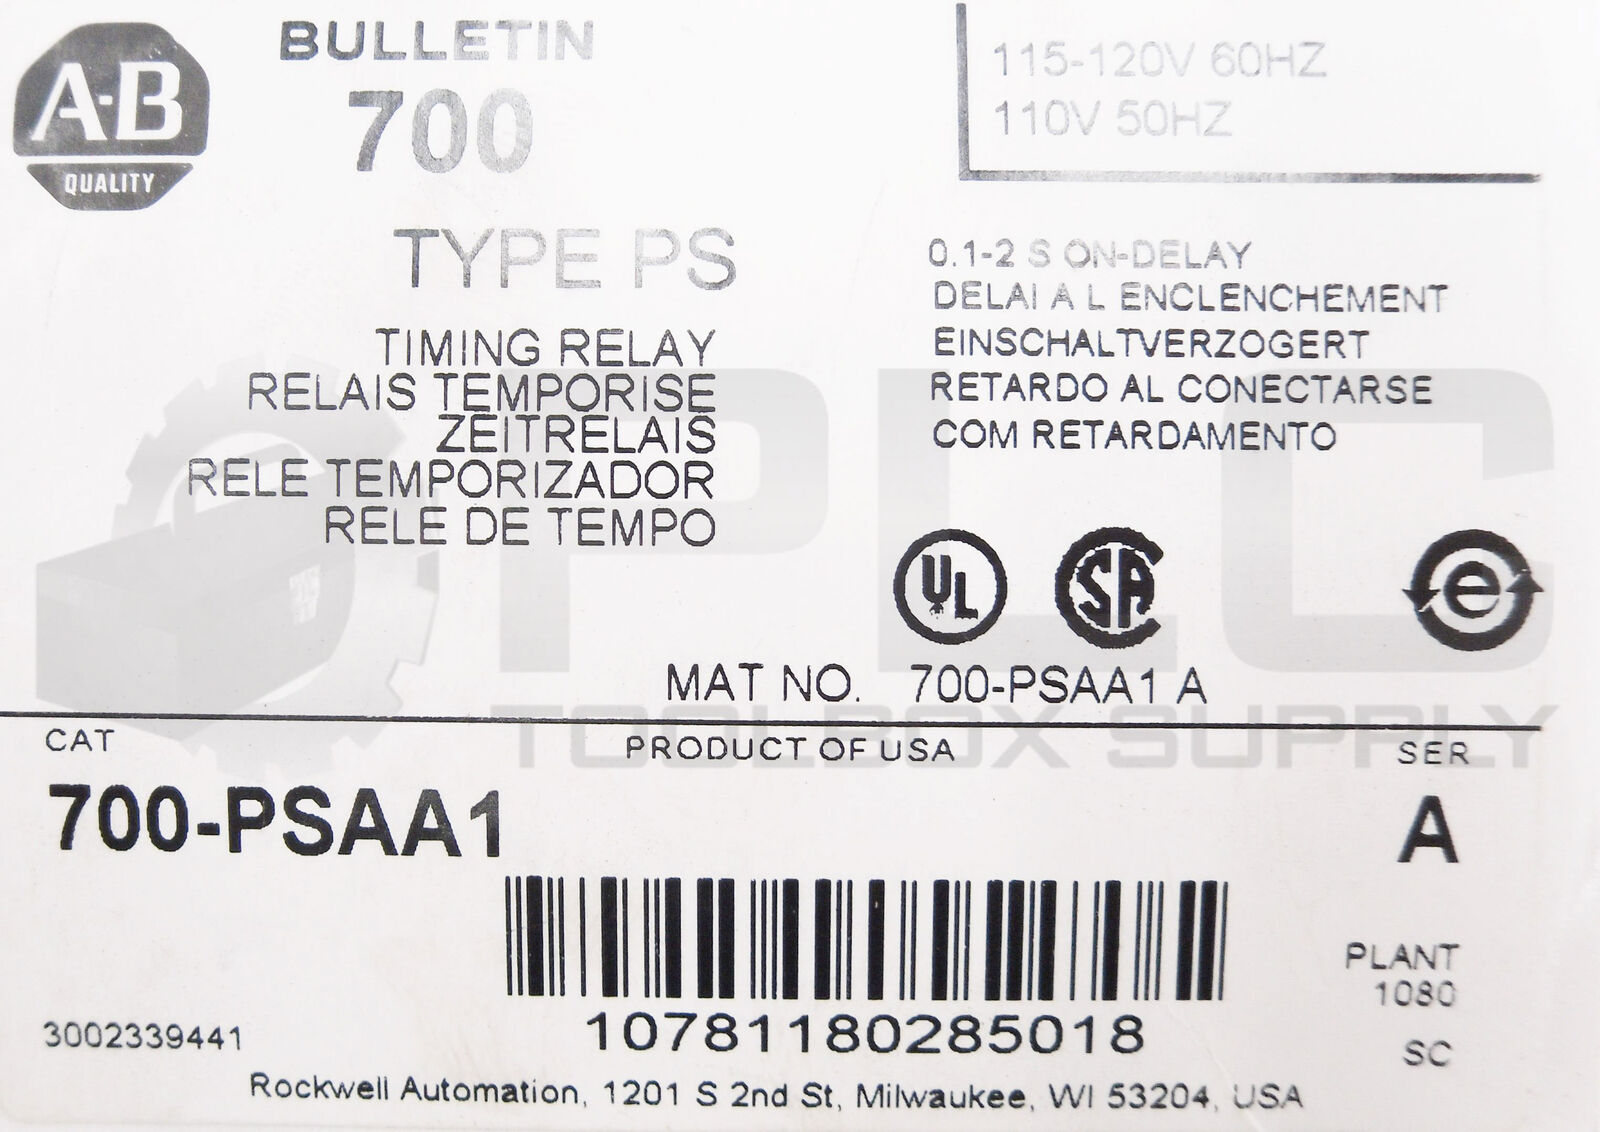 A-B
QUALITY
BULLETIN
700
TYPE PS
TIMING RELAY
RELAIS TEMPORISE
ZEITRELAIS
RELE TEMPORIZADOR
RELE DE TEMPO
115-120V 60HZ
110V 50HZ
0.1-2 S ON-DELAY
DELAI A L ENCLENCHEMENT
EINSCHALTVERZOGERT
RETARDO AL CONECTARSE
COM RETARDAMENTO
UL
SA
e
MAT NO. 700-PSAA1 A
PLC
TOOLBOX SUPPLY
CAT
PRODUCT OF USA
SER
700-PSAA1
A
10781180285018
PLANT
1080
SC
3002339441
Rockwell Automation, 1201 S 2nd St, Milwaukee, WI 53204, USA